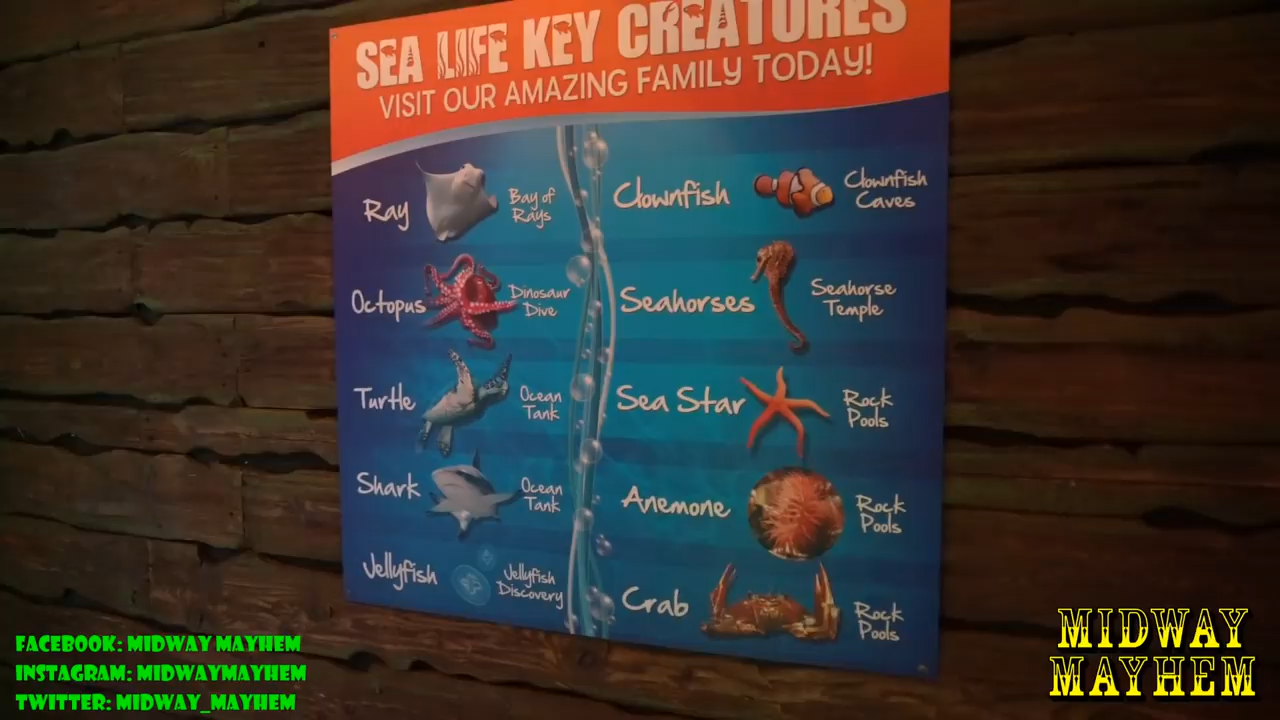 SEA LIFE KEY CREATURES
VISIT OUR AMAZING FAMILY TODAY!
Ray
Bay of
Rays
Octopus
Dinosaur
Dive
Turtle
Ocean
Tank
Shark
Ocean
Tank
Jellyfish
Jellyfish
Discovery
Clownfish
Clownfish
Caves
Seahorses
Seahorse
Temple
Sea Star
Rock
Pools
Anemone
Rock
Pools
Crab
Rock
Pools
FACEBOOK: MIDWAY MAYHEM
INSTAGRAM: MIDWAYMAYHEM
TWITTER: MIDWAY_MAYHEM
MIDWAY
MAYHEM